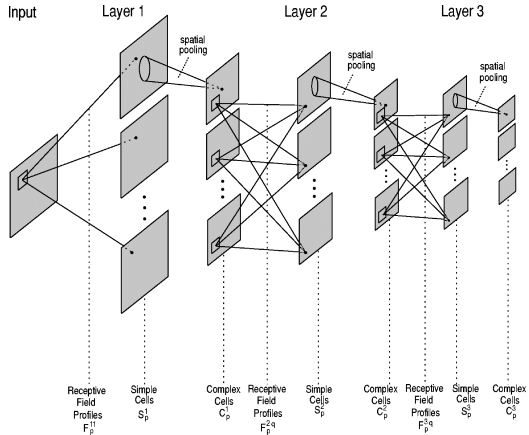 Input
Layer 1
Layer 2
Layer 3
spatial
pooling
spatial
pooling
spatial
pooling
Receptive
Field
Profiles
F_p^{11}
Simple
Cells
S_p^1
Complex
Cells
C_p^1
Receptive
Field
Profiles
F_p^{2q}
Simple
Cells
S_p^2
Complex
Cells
C_p^2
Receptive
Field
Profiles
F_p^{3q}
Simple
Cells
S_p^3
Complex
Cells
C_p^3